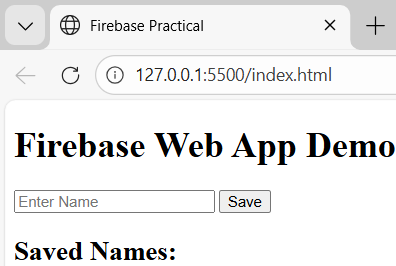 Firebase Practical
127.0.0.1:5500/index.html
Firebase Web App Demo
Enter Name Save
Saved Names: